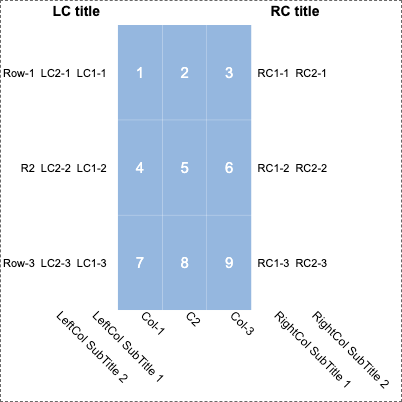 LC title RC title
Row-1 LC2-1 LC1-1 1 2 3 RC1-1 RC2-1
R2 LC2-2 LC1-2 4 5 6 RC1-2 RC2-2
Row-3 LC2-3 LC1-3 7 8 9 RC1-3 RC2-3
LeftCol SubTitle 2
LeftCol SubTitle 1
Col-1
C2
Col-3
RightCol SubTitle 1
RightCol SubTitle 2